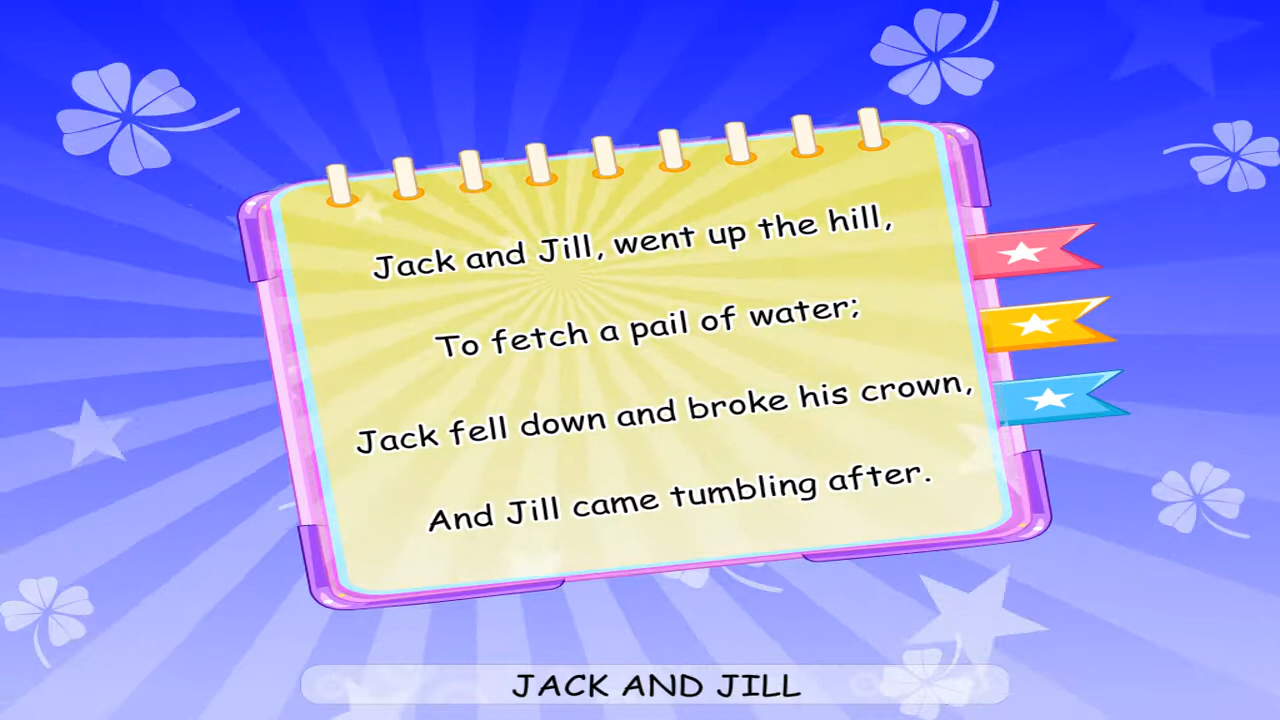 Jack and Jill, went up the hill,
To fetch a pail of water;
Jack fell down and broke his crown,
And Jill came tumbling after.
JACK AND JILL